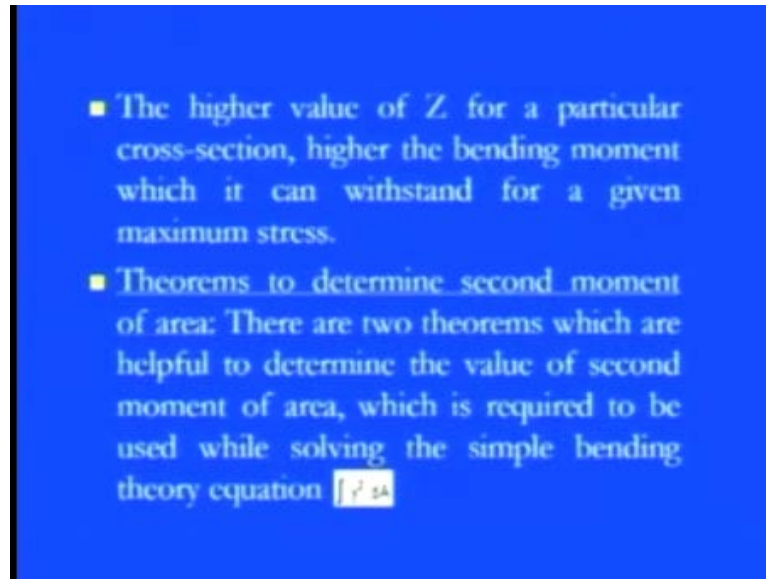 The higher value of Z for a particular
cross-section, higher the bending moment
which it can withstand for a given
maximum stress.
Theorems to determine second moment
of area: There are two theorems which are
helpful to determine the value of second
moment of area, which is required to be
used while solving the simple bending
theory equation ∫ y² dA